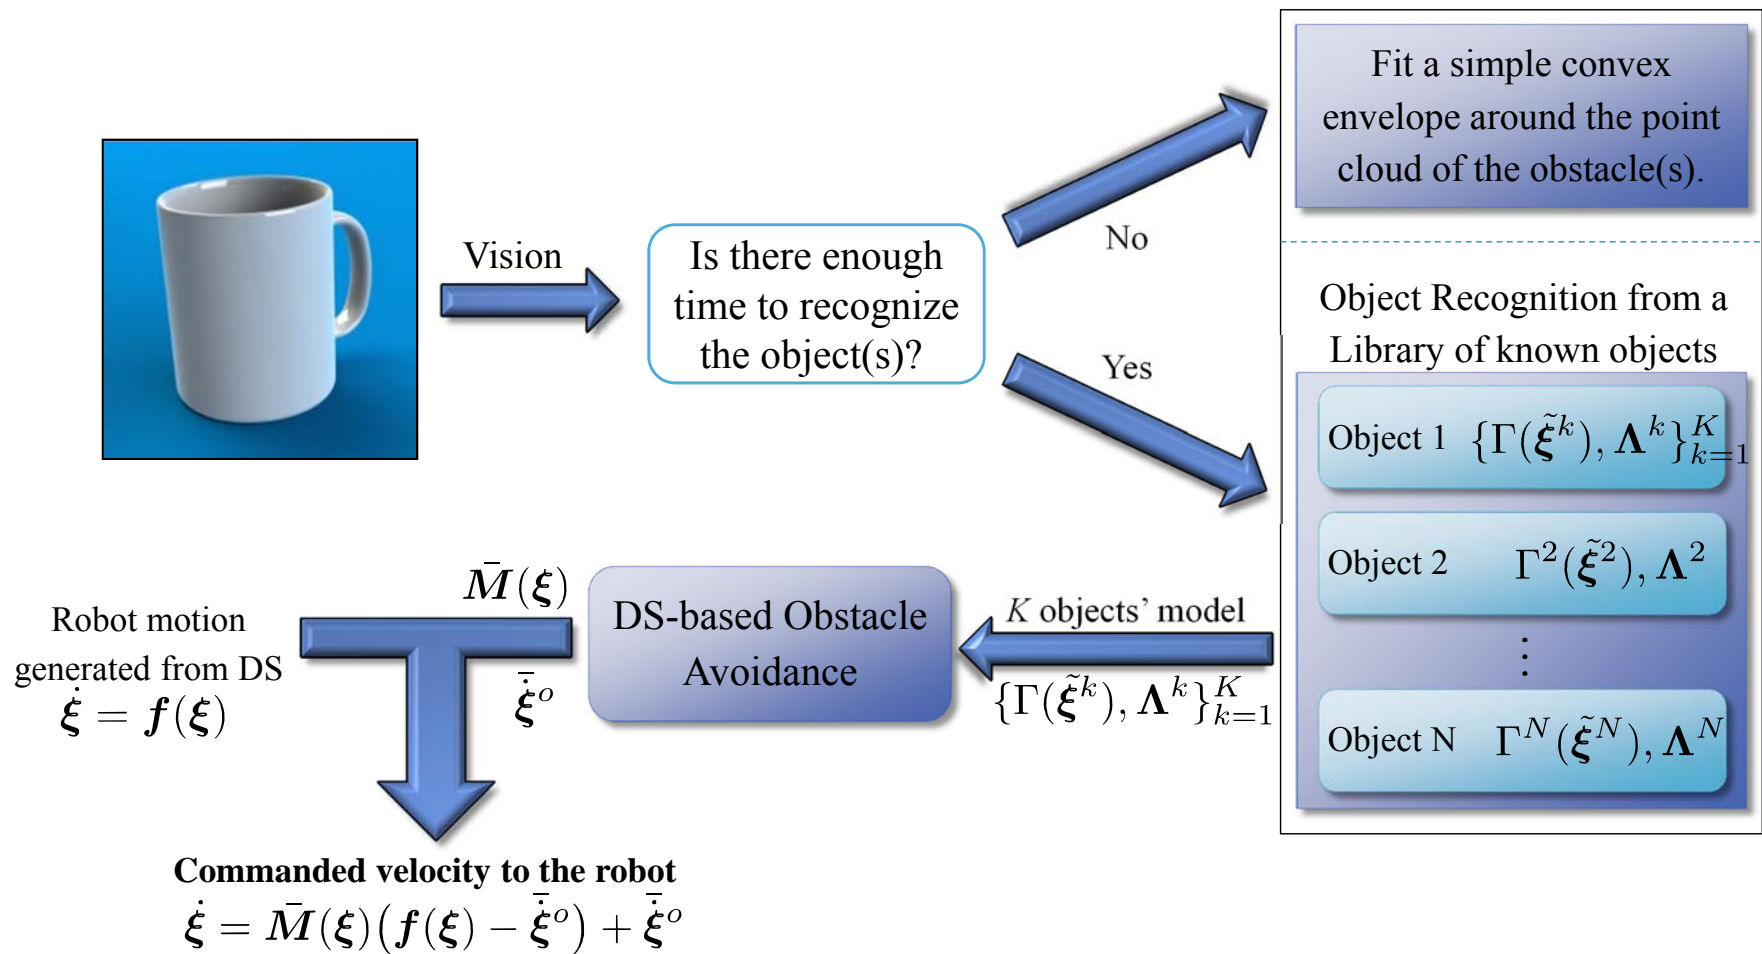 Fit a simple convex
envelope around the point
cloud of the obstacle(s).
Vision
Is there enough
time to recognize
the object(s)?
No
Yes
Object Recognition from a
Library of known objects
Object 1 {Γ(ξ̃^k), Λ^k}_{k=1}^K
Object 2 Γ^2(ξ̃^2), Λ^2
⋮
Object N Γ^N(ξ̃^N), Λ^N
K objects' model
{Γ(ξ̃^k), Λ^k}_{k=1}^K
DS-based Obstacle
Avoidance
M̄(ξ)
ξ̇̄^o
Robot motion
generated from DS
ξ̇ = f(ξ)
Commanded velocity to the robot
ξ̇ = M̄(ξ)(f(ξ) − ξ̇̄^o) + ξ̇̄^o